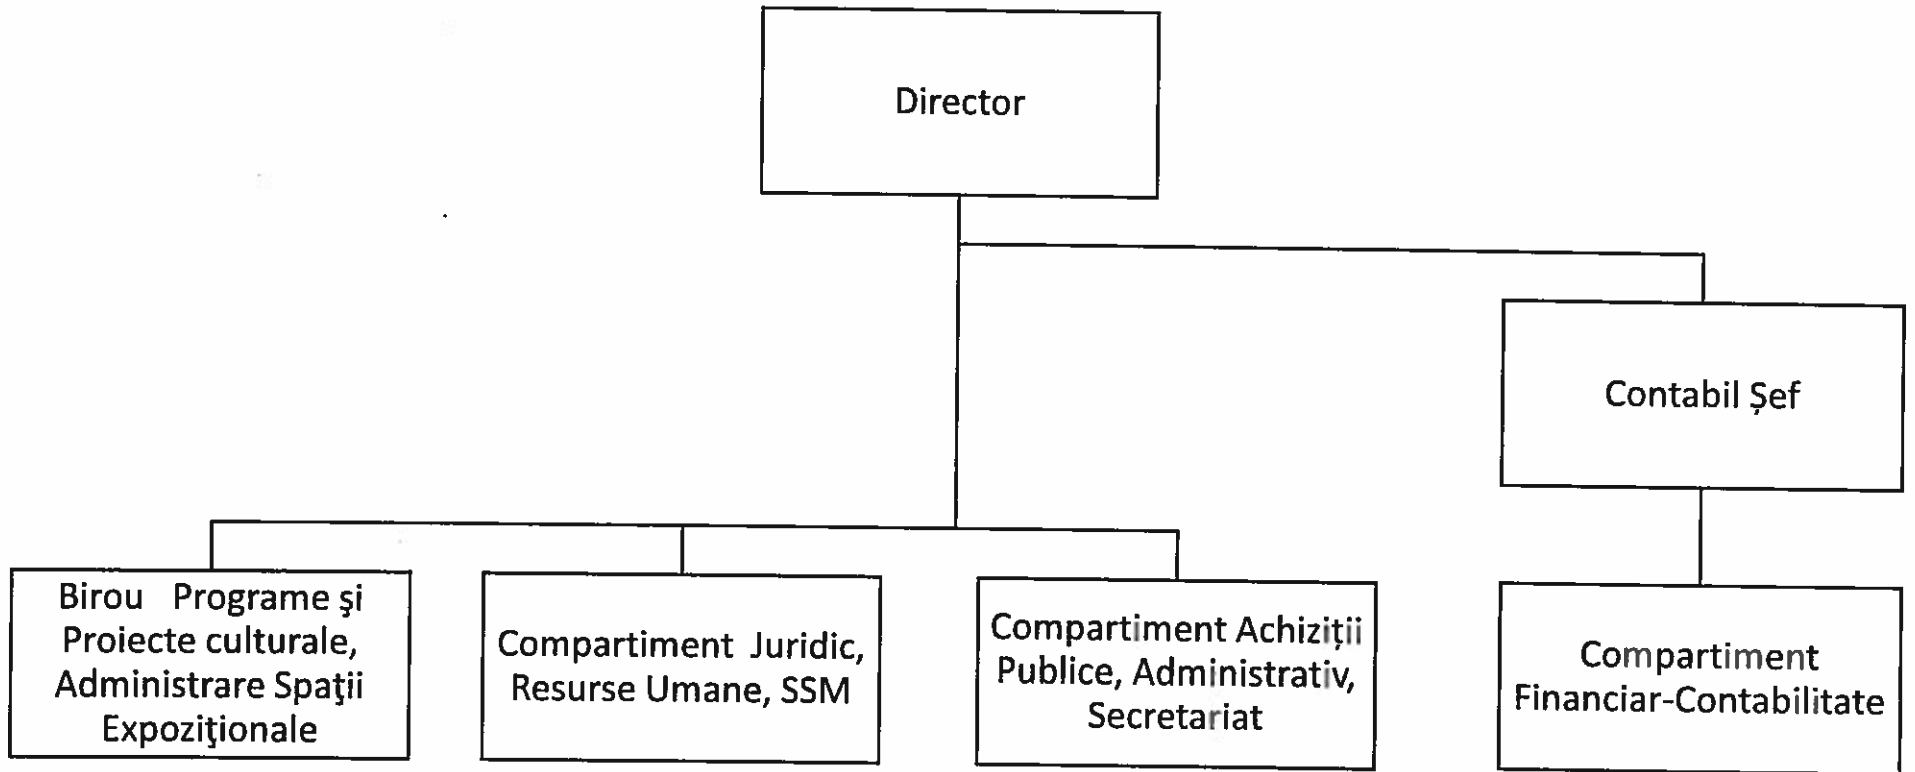 Director
Contabil Șef
Birou Programe şi
Proiecte culturale,
Administrare Spaţii
Expoziţionale
Compartiment Juridic,
Resurse Umane, SSM
Compartiment Achiziții
Publice, Administrativ,
Secretariat
Compartiment
Financiar-Contabilitate